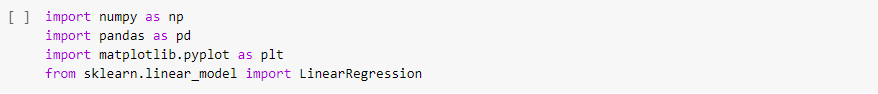 [ ] import numpy as np
import pandas as pd
import matplotlib.pyplot as plt
from sklearn.linear_model import LinearRegression